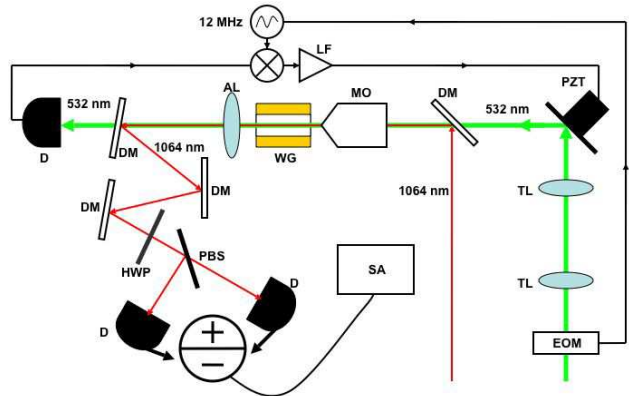 12 MHz
LF
PZT
532 nm
AL
MO
DM
532 nm
D
DM
1064 nm
WG
1064 nm
TL
DM
DM
HWP
PBS
SA
D
TL
D
+
−
EOM